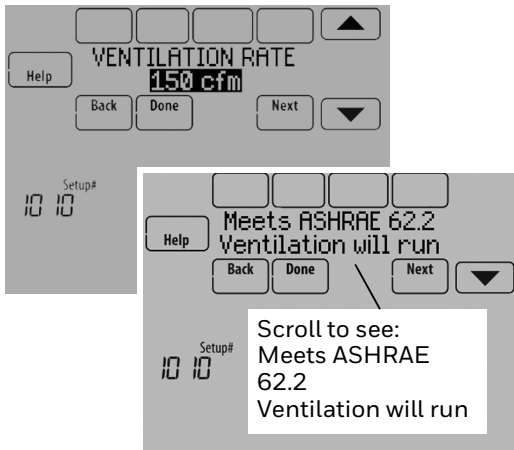 VENTILATION RATE
Help
150 cfm
Back
Done
Next
Setup#
10 10
Meets ASHRAE 62.2
Help
Ventilation will run
Back
Done
Next
Setup#
10 10
Scroll to see:
Meets ASHRAE
62.2
Ventilation will run